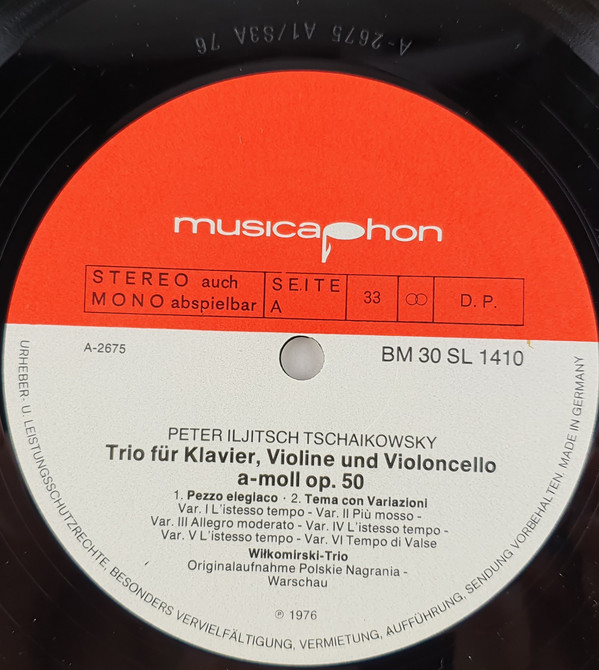 A-2675 A1/S3A 76
musicaphon
STEREO auch
MONO abspielbar
SEITE
A
33
D. P.
A-2675
BM 30 SL 1410
PETER ILJITSCH TSCHAIKOWSKY
Trio für Klavier, Violine und Violoncello
a-moll op. 50
1. Pezzo elegiaco · 2. Tema con Variazioni
Var. I L'istesso tempo - Var. II Più mosso -
Var. III Allegro moderato - Var. IV L'istesso tempo -
Var. V L'istesso tempo - Var. VI Tempo di Valse
Wiłkomirski-Trio
Originalaufnahme Polskie Nagrania -
Warschau
℗ 1976
URHEBER- U. LEISTUNGSSCHUTZRECHTE, BESONDERS VERVIELFÄLTIGUNG, VERMIETUNG, AUFFÜHRUNG, SENDUNG VORBEHALTEN. MADE IN GERMANY